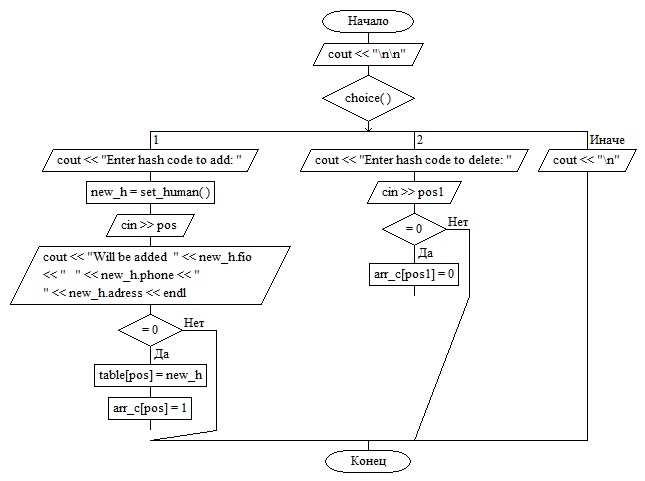 Начало
cout << "\n\n"
choice( )
1
2
Иначе
cout << "Enter hash code to add: "
cout << "Enter hash code to delete: "
cout << "\n"
new_h = set_human( )
cin >> pos1
cin >> pos
= 0
Нет
Да
cout << "Will be added  " << new_h.fio
<< "   " << new_h.phone << "
" << new_h.adress << endl
arr_c[pos1] = 0
= 0
Нет
Да
table[pos] = new_h
arr_c[pos] = 1
Конец